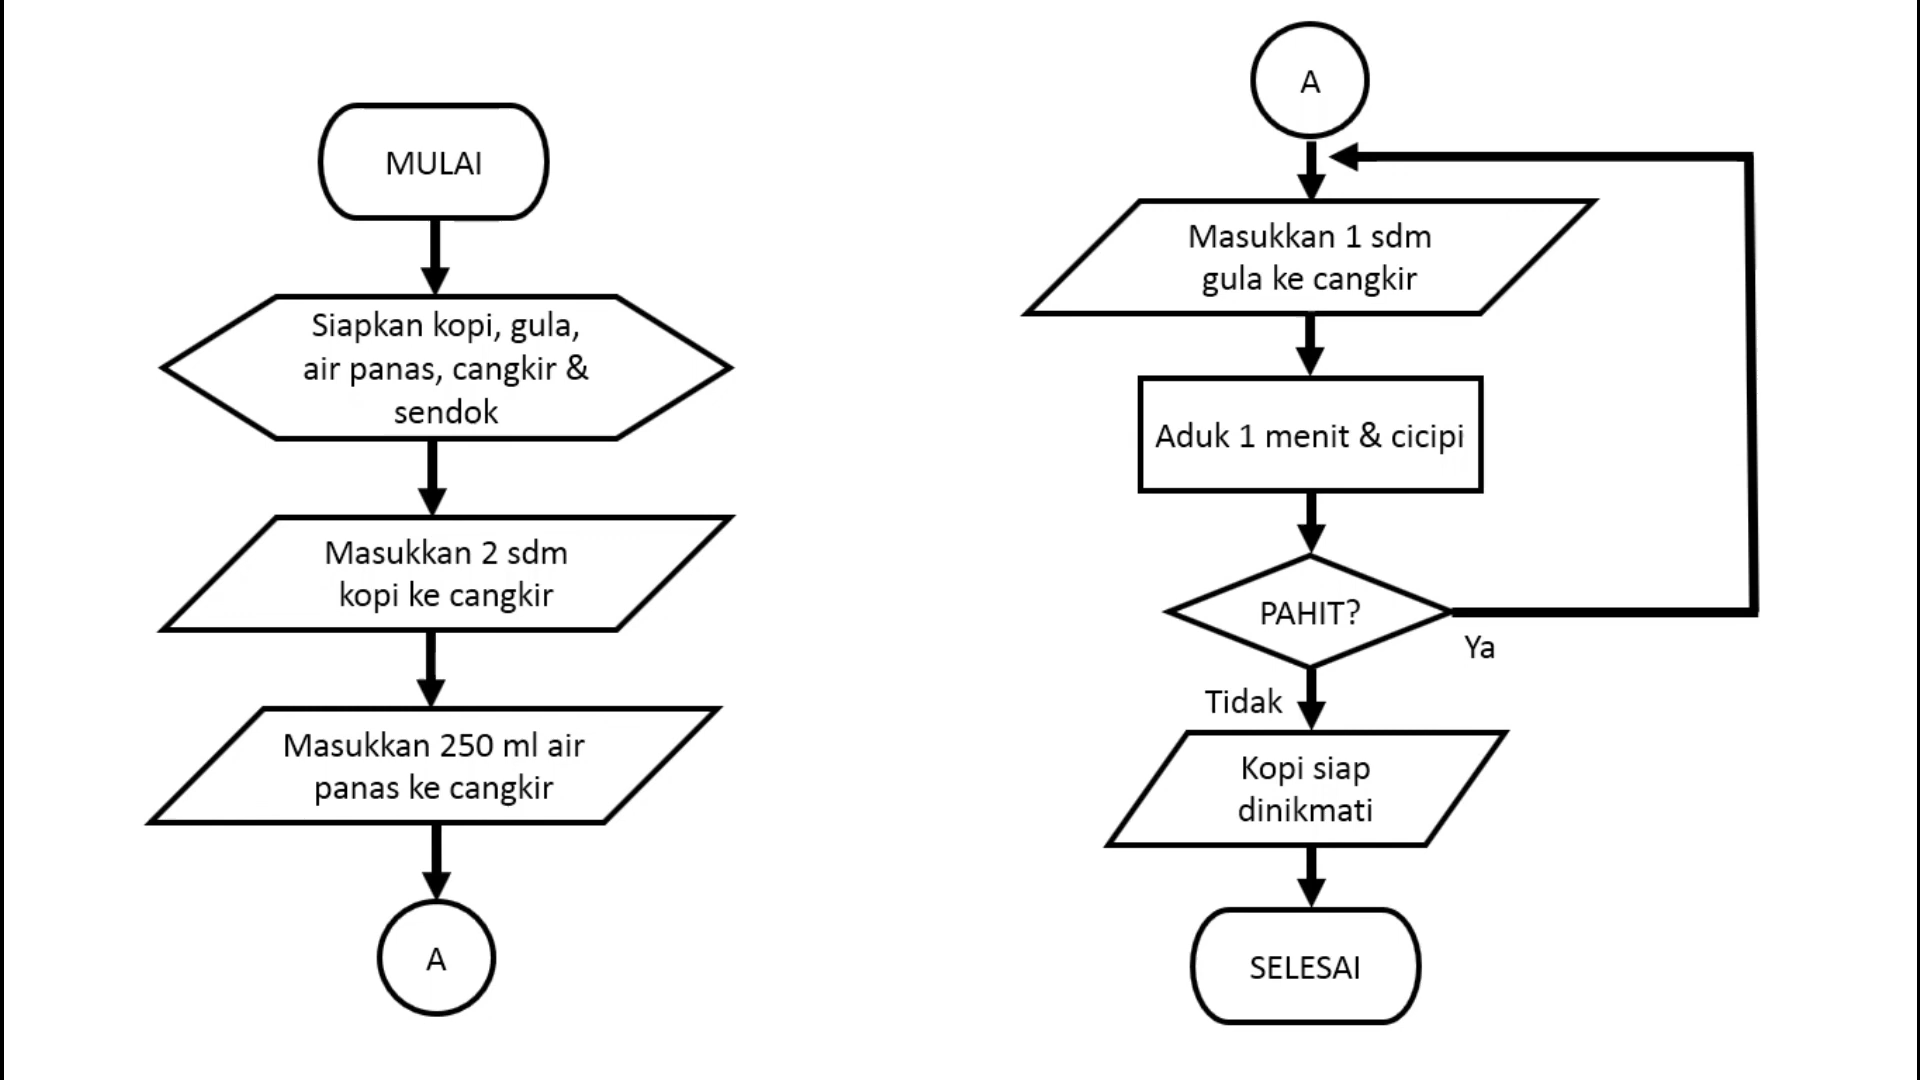 MULAI
Siapkan kopi, gula,
air panas, cangkir &
sendok
Masukkan 2 sdm
kopi ke cangkir
Masukkan 250 ml air
panas ke cangkir
A
A
Masukkan 1 sdm
gula ke cangkir
Aduk 1 menit & cicipi
PAHIT?
Ya
Tidak
Kopi siap
dinikmati
SELESAI